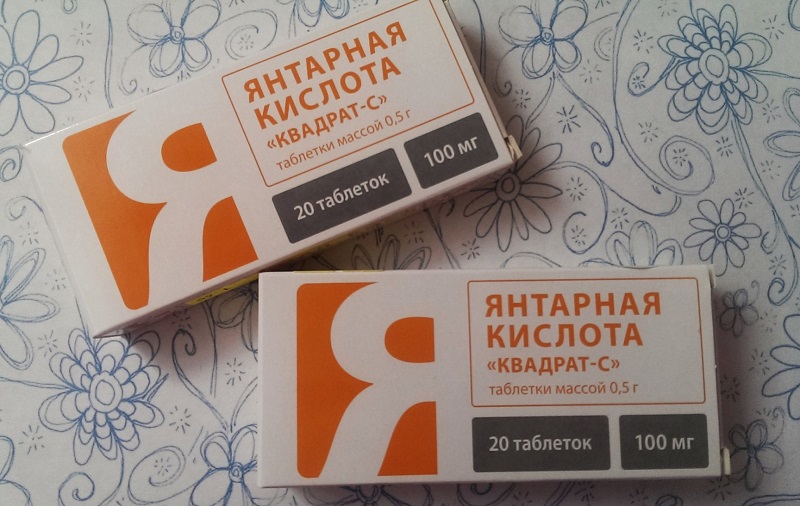 ЯНТАРНАЯ
КИСЛОТА
«КВАДРАТ-С»
таблетки массой 0,5 г
20 таблеток
100 мг
Я
ЯНТАРНАЯ
КИСЛОТА
«КВАДРАТ-С»
таблетки массой 0,5 г
20 таблеток
100 мг
Я